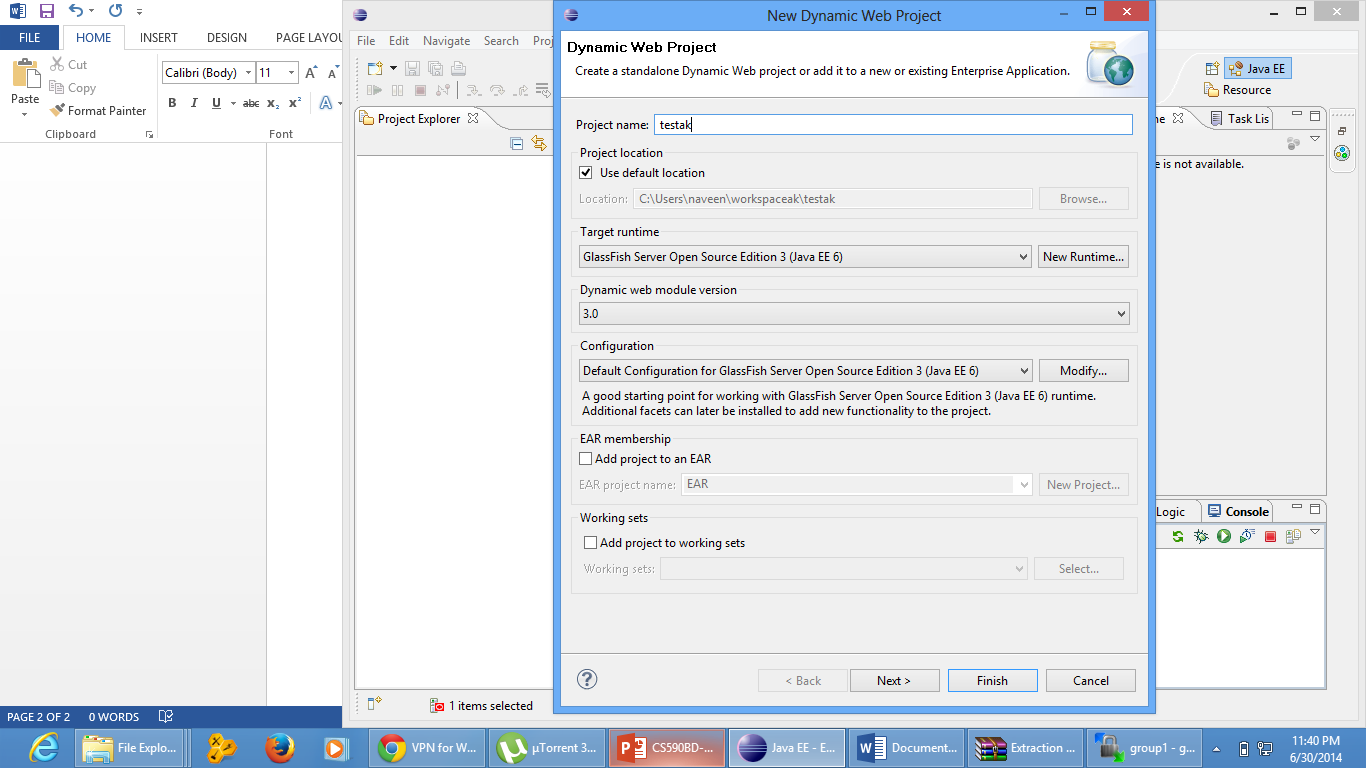 FILE HOME INSERT DESIGN PAGE LAYOU
Cut
Copy
Paste
Format Painter
Clipboard
Calibri (Body) 11
B I U abc x₂ x² A
Font
PAGE 2 OF 2 0 WORDS
File Edit Navigate Search Proj
Project Explorer
1 items selected
New Dynamic Web Project
Dynamic Web Project
Create a standalone Dynamic Web project or add it to a new or existing Enterprise Application.
Project name: testak
Project location
Use default location
Location: C:\Users\naveen\workspaceak\testak Browse...
Target runtime
GlassFish Server Open Source Edition 3 (Java EE 6) New Runtime...
Dynamic web module version
3.0
Configuration
Default Configuration for GlassFish Server Open Source Edition 3 (Java EE 6) Modify...
A good starting point for working with GlassFish Server Open Source Edition 3 (Java EE 6) runtime.
Additional facets can later be installed to add new functionality to the project.
EAR membership
Add project to an EAR
EAR project name: EAR New Project...
Working sets
Add project to working sets
Working sets: Select...
< Back Next > Finish Cancel
Java EE
Resource
ne Task Lis
e is not available.
Logic Console
File Explo... VPN for W... µTorrent 3... CS590BD-... Java EE - E... Document... Extraction ... group1 - g...
11:40 PM
6/30/2014